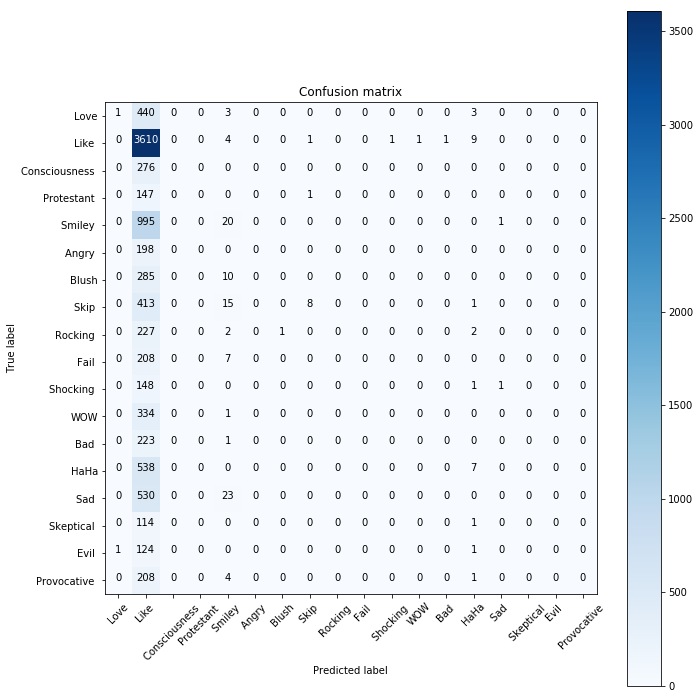 Confusion matrix
Love 1 440 0 0 3 0 0 0 0 0 0 0 0 3 0 0 0 0
Like 0 3610 0 0 4 0 0 1 0 0 1 1 1 9 0 0 0 0
Consciousness 0 276 0 0 0 0 0 0 0 0 0 0 0 0 0 0 0 0
Protestant 0 147 0 0 0 0 0 1 0 0 0 0 0 0 0 0 0 0
Smiley 0 995 0 0 20 0 0 0 0 0 0 0 0 0 1 0 0 0
Angry 0 198 0 0 0 0 0 0 0 0 0 0 0 0 0 0 0 0
Blush 0 285 0 0 10 0 0 0 0 0 0 0 0 0 0 0 0 0
Skip 0 413 0 0 15 0 0 8 0 0 0 0 0 1 0 0 0 0
Rocking 0 227 0 0 2 0 1 0 0 0 0 0 0 2 0 0 0 0
Fail 0 208 0 0 7 0 0 0 0 0 0 0 0 0 0 0 0 0
Shocking 0 148 0 0 0 0 0 0 0 0 0 0 0 1 1 0 0 0
WOW 0 334 0 0 1 0 0 0 0 0 0 0 0 0 0 0 0 0
Bad 0 223 0 0 1 0 0 0 0 0 0 0 0 0 0 0 0 0
HaHa 0 538 0 0 0 0 0 0 0 0 0 0 0 7 0 0 0 0
Sad 0 530 0 0 23 0 0 0 0 0 0 0 0 0 0 0 0 0
Skeptical 0 114 0 0 0 0 0 0 0 0 0 0 0 1 0 0 0 0
Evil 1 124 0 0 0 0 0 0 0 0 0 0 0 1 0 0 0 0
Provocative 0 208 0 0 4 0 0 0 0 0 0 0 0 1 0 0 0 0
Love Like Consciousness Protestant Smiley Angry Blush Skip Rocking Fail Shocking WOW Bad HaHa Sad Skeptical Evil Provocative
Predicted label
True label
3500
3000
2500
2000
1500
1000
500
0